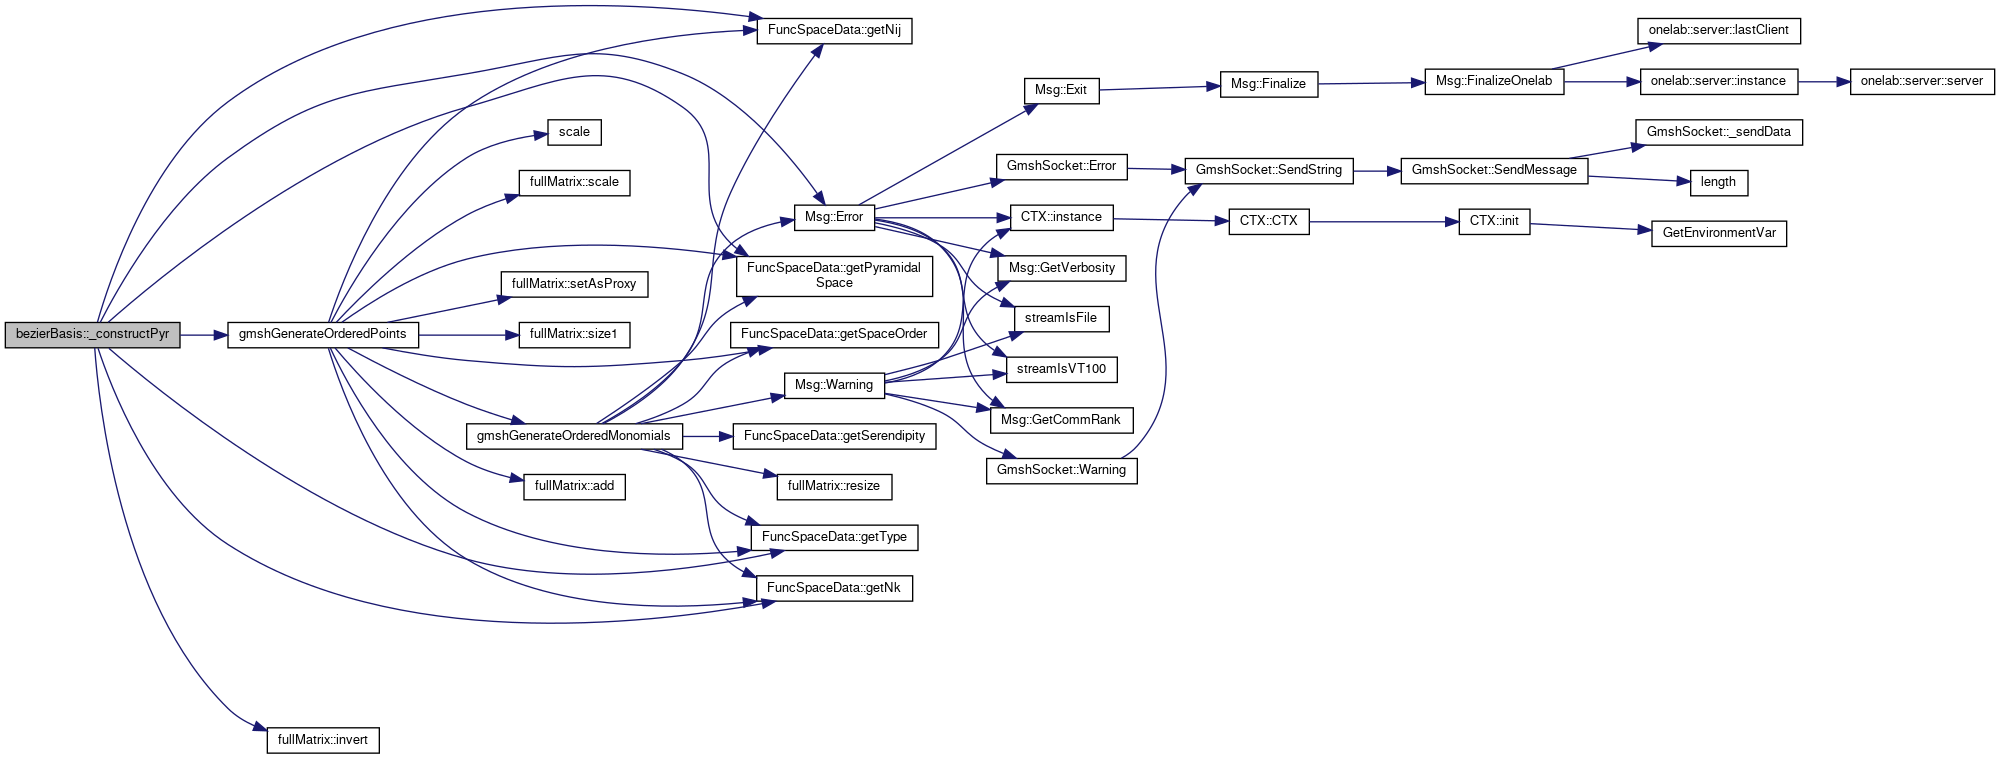 bezierBasis::_constructPyr
gmshGenerateOrderedPoints
fullMatrix::invert
scale
fullMatrix::scale
fullMatrix::setAsProxy
fullMatrix::size1
gmshGenerateOrderedMonomials
fullMatrix::add
FuncSpaceData::getNij
Msg::Error
FuncSpaceData::getPyramidal
Space
FuncSpaceData::getSpaceOrder
Msg::Warning
FuncSpaceData::getSerendipity
fullMatrix::resize
FuncSpaceData::getType
FuncSpaceData::getNk
Msg::Exit
GmshSocket::Error
CTX::instance
Msg::GetVerbosity
streamIsFile
streamIsVT100
Msg::GetCommRank
GmshSocket::Warning
Msg::Finalize
GmshSocket::SendString
CTX::CTX
Msg::FinalizeOnelab
GmshSocket::SendMessage
CTX::init
onelab::server::lastClient
onelab::server::instance
GmshSocket::_sendData
length
GetEnvironmentVar
onelab::server::server